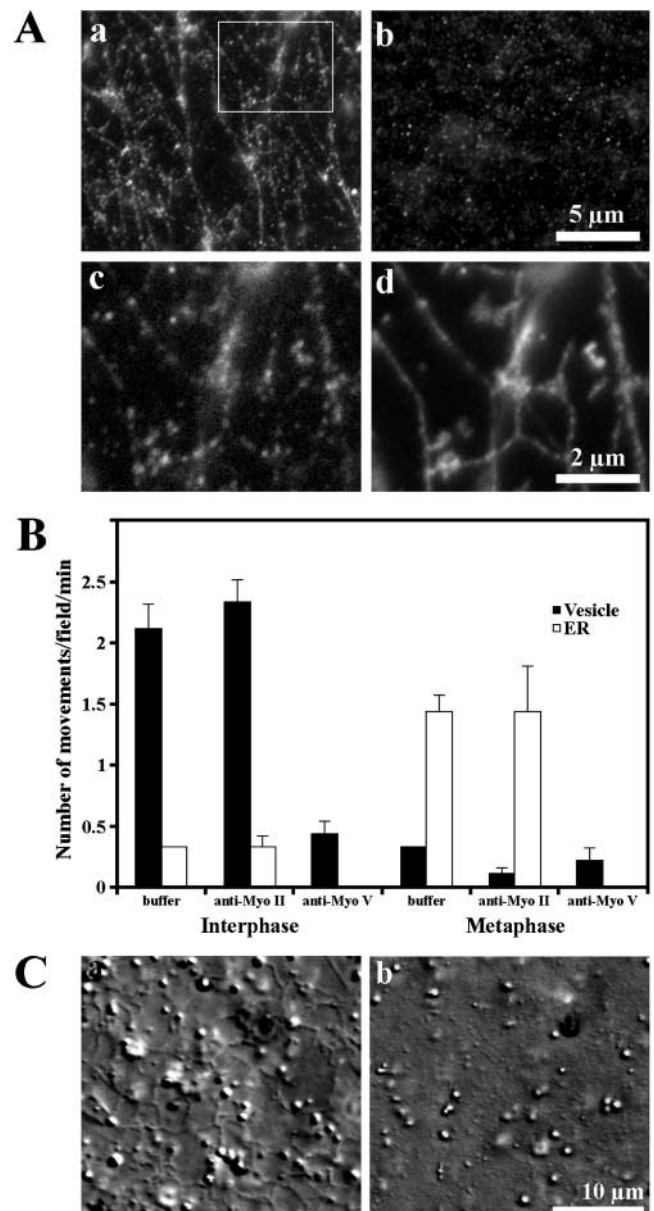 A
a
b
5 µm
c
d
2 µm
B
Number of movements/field/min
2.5
2
1.5
1
0.5
0
Vesicle
ER
buffer anti-Myo II anti-Myo V buffer anti-Myo II anti-Myo V
Interphase Metaphase
C
a
b
10 µm